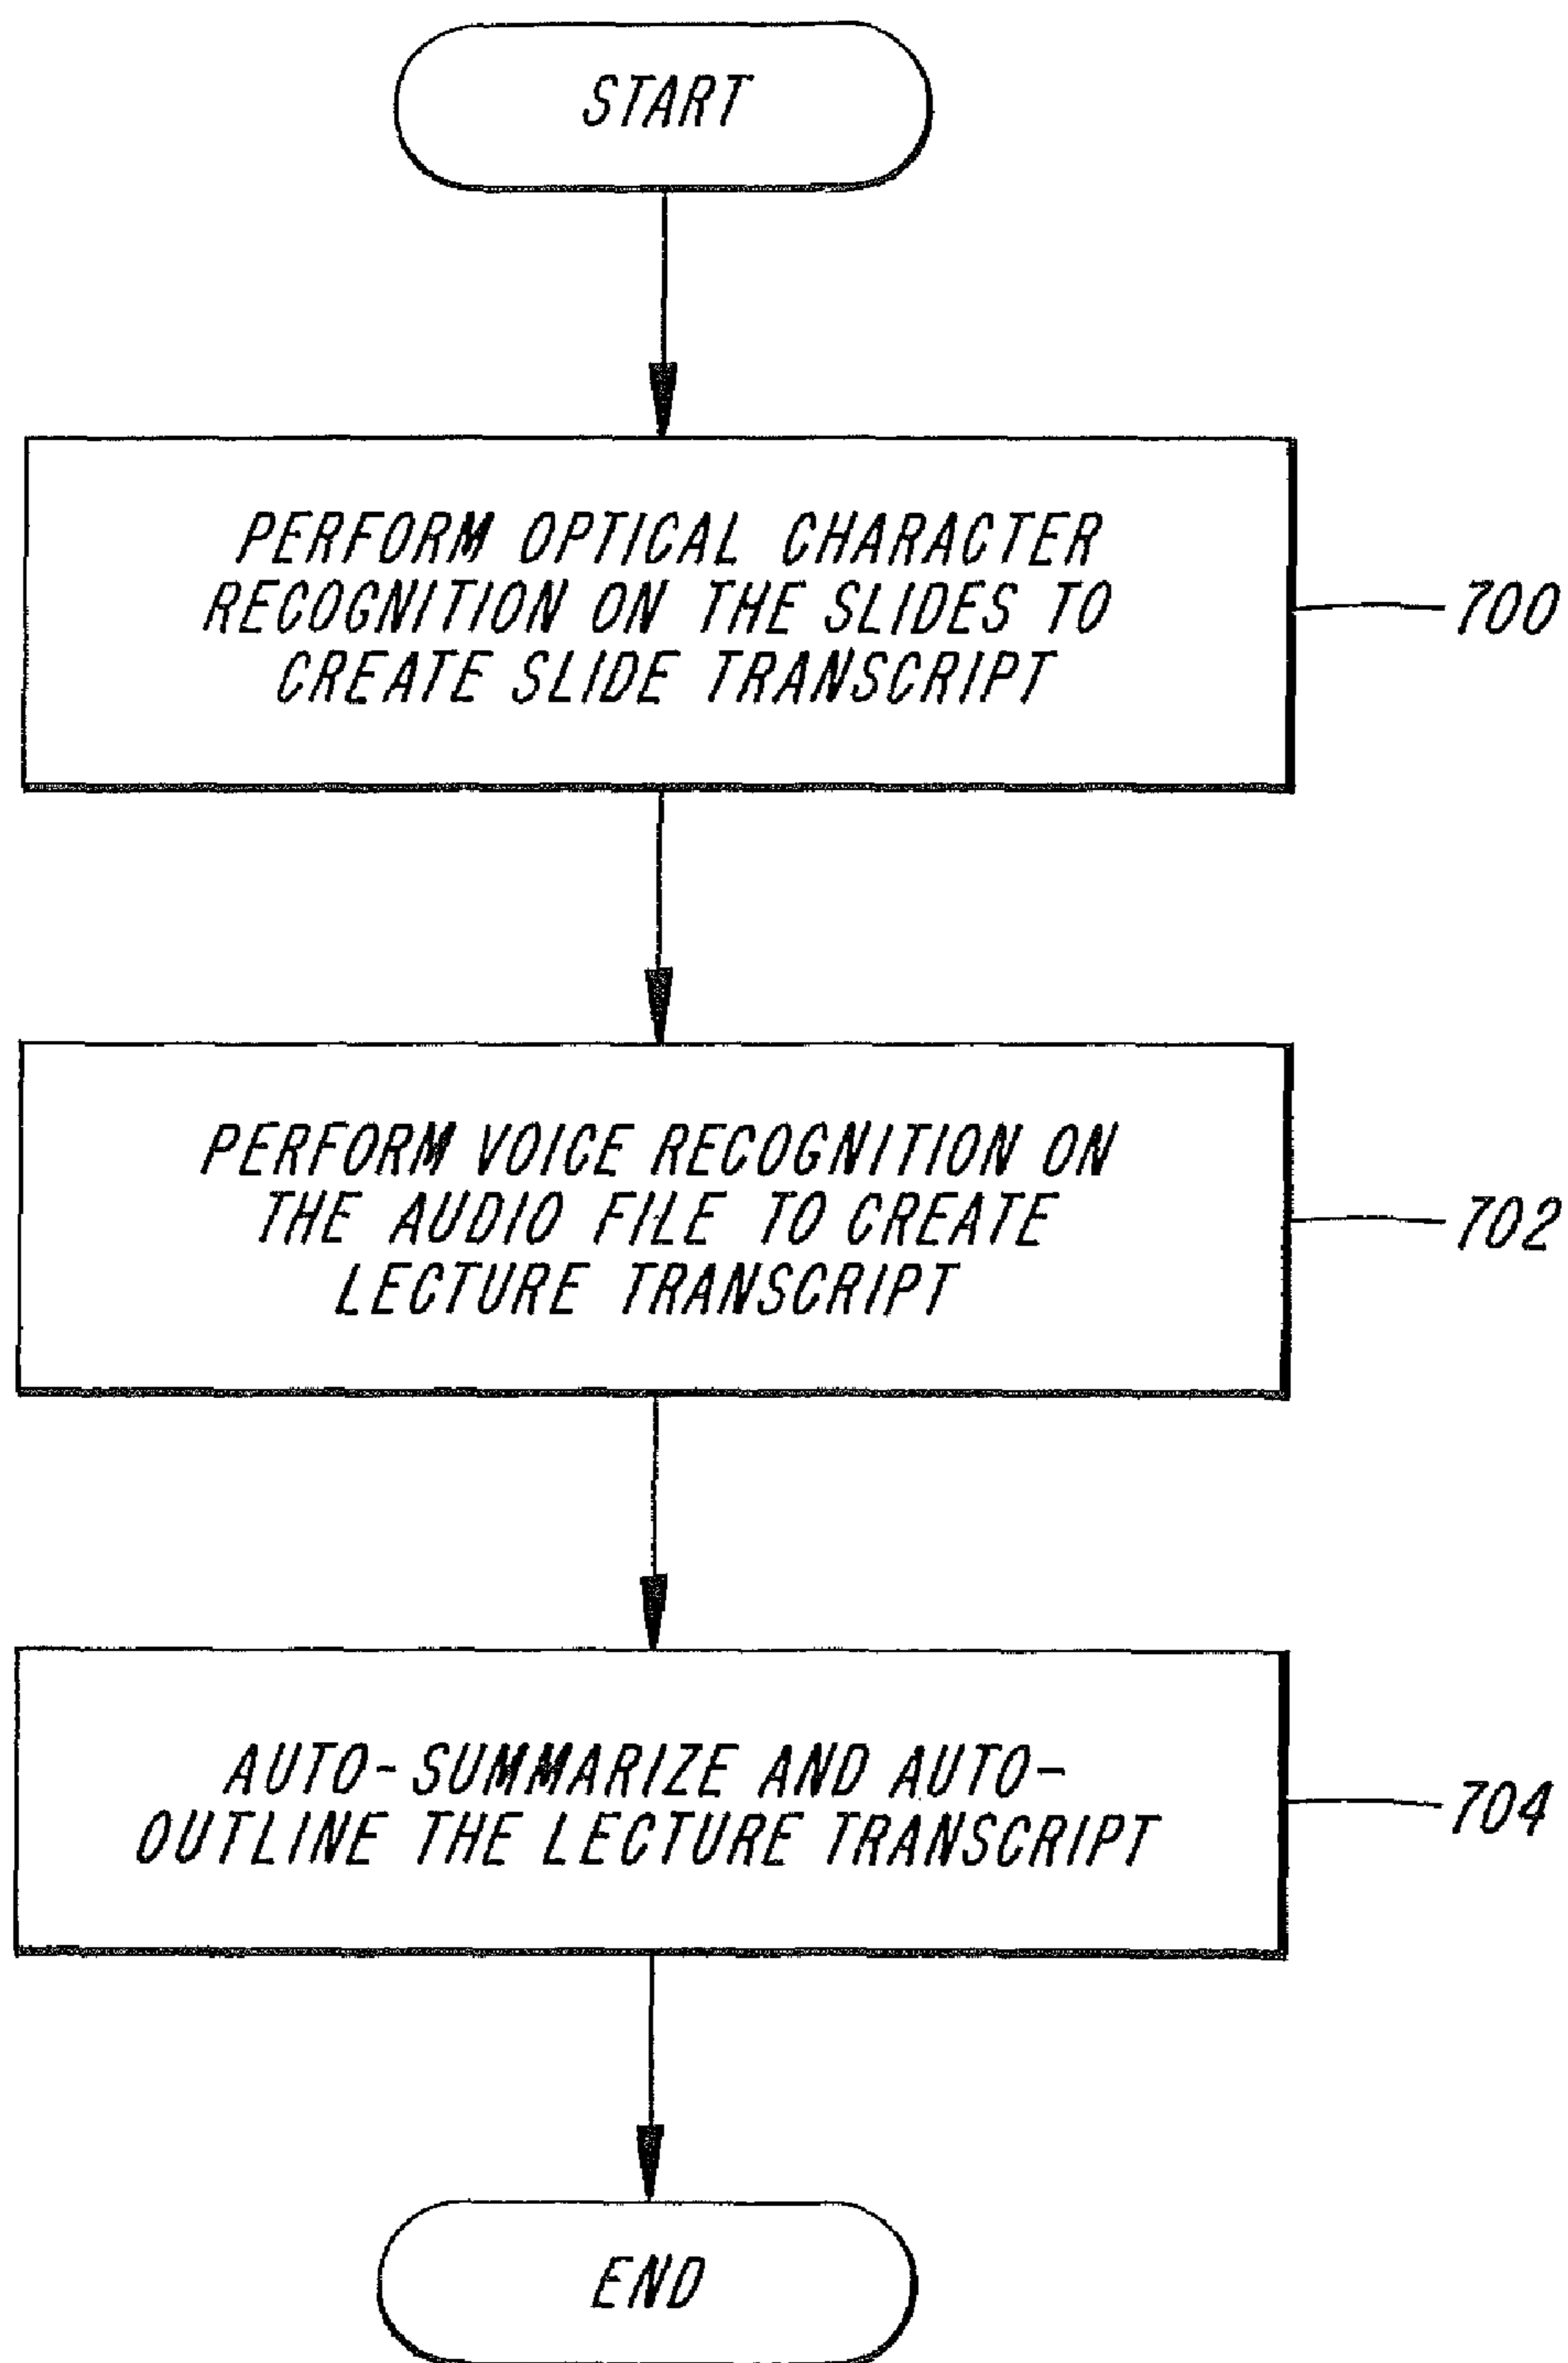 START
PERFORM OPTICAL CHARACTER
RECOGNITION ON THE SLIDES TO
CREATE SLIDE TRANSCRIPT
700
PERFORM VOICE RECOGNITION ON
THE AUDIO FILE TO CREATE
LECTURE TRANSCRIPT
702
AUTO-SUMMARIZE AND AUTO-
OUTLINE THE LECTURE TRANSCRIPT
704
END